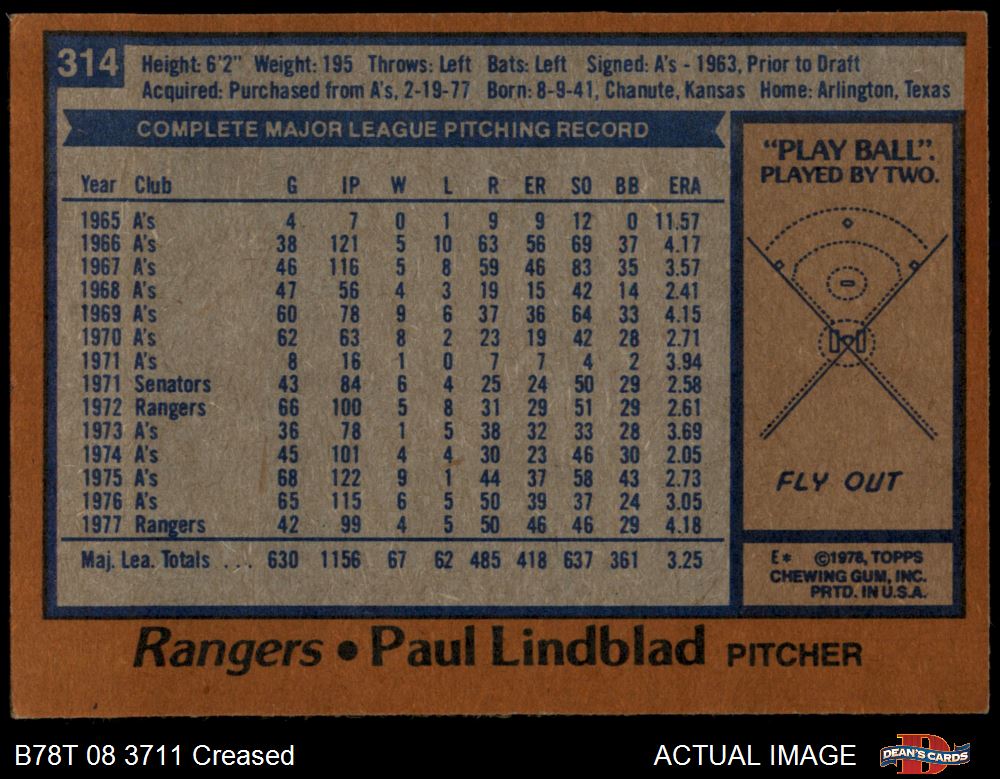 314
Height: 6'2" Weight: 195 Throws: Left Bats: Left Signed: A's - 1963, Prior to Draft
Acquired: Purchased from A's, 2-19-77 Born: 8-9-41, Chanute, Kansas Home: Arlington, Texas
COMPLETE MAJOR LEAGUE PITCHING RECORD
Year Club G IP W L R ER SO BB ERA
1965 A's 4 7 0 1 9 9 12 0 11.57
1966 A's 38 121 5 10 63 56 69 37 4.17
1967 A's 46 116 5 8 59 46 83 35 3.57
1968 A's 47 56 4 3 19 15 42 14 2.41
1969 A's 60 78 9 6 37 36 64 33 4.15
1970 A's 62 63 8 2 23 19 42 28 2.71
1971 A's 8 16 1 0 7 7 4 2 3.94
1971 Senators 43 84 6 4 25 24 50 29 2.58
1972 Rangers 66 100 5 8 31 29 51 29 2.61
1973 A's 36 78 1 5 38 32 33 28 3.69
1974 A's 45 101 4 4 30 23 46 30 2.05
1975 A's 68 122 9 1 44 37 58 43 2.73
1976 A's 65 115 6 5 50 39 37 24 3.05
1977 Rangers 42 99 4 5 50 46 46 29 4.18
Maj. Lea. Totals ... 630 1156 67 62 485 418 637 361 3.25
"PLAY BALL".
PLAYED BY TWO.
FLY OUT
E* ©1978, TOPPS
CHEWING GUM, INC.
PRTD. IN U.S.A.
Rangers • Paul Lindblad PITCHER
B78T 08 3711 Creased
ACTUAL IMAGE
DEAN'S CARDS